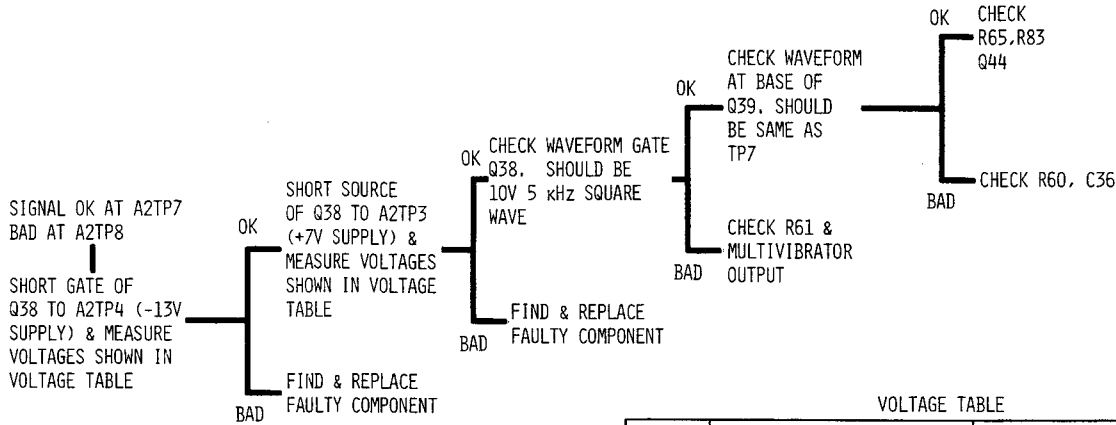 SIGNAL OK AT A2TP7
BAD AT A2TP8
SHORT GATE OF
Q38 TO A2TP4 (-13V
SUPPLY) & MEASURE
VOLTAGES SHOWN IN
VOLTAGE TABLE
OK
SHORT SOURCE
OF Q38 TO A2TP3
(+7V SUPPLY) &
MEASURE VOLTAGES
SHOWN IN VOLTAGE
TABLE
BAD
FIND & REPLACE
FAULTY COMPONENT
OK
CHECK WAVEFORM GATE
Q38. SHOULD BE
10V 5 KHZ SQUARE
WAVE
BAD
FIND & REPLACE
FAULTY COMPONENT
OK
CHECK WAVEFORM
AT BASE OF
Q39. SHOULD
BE SAME AS
TP7
BAD
CHECK R61 &
MULTIVIBRATOR
OUTPUT
OK
CHECK
R65,R83
Q44
BAD
CHECK R60, C36
VOLTAGE TABLE